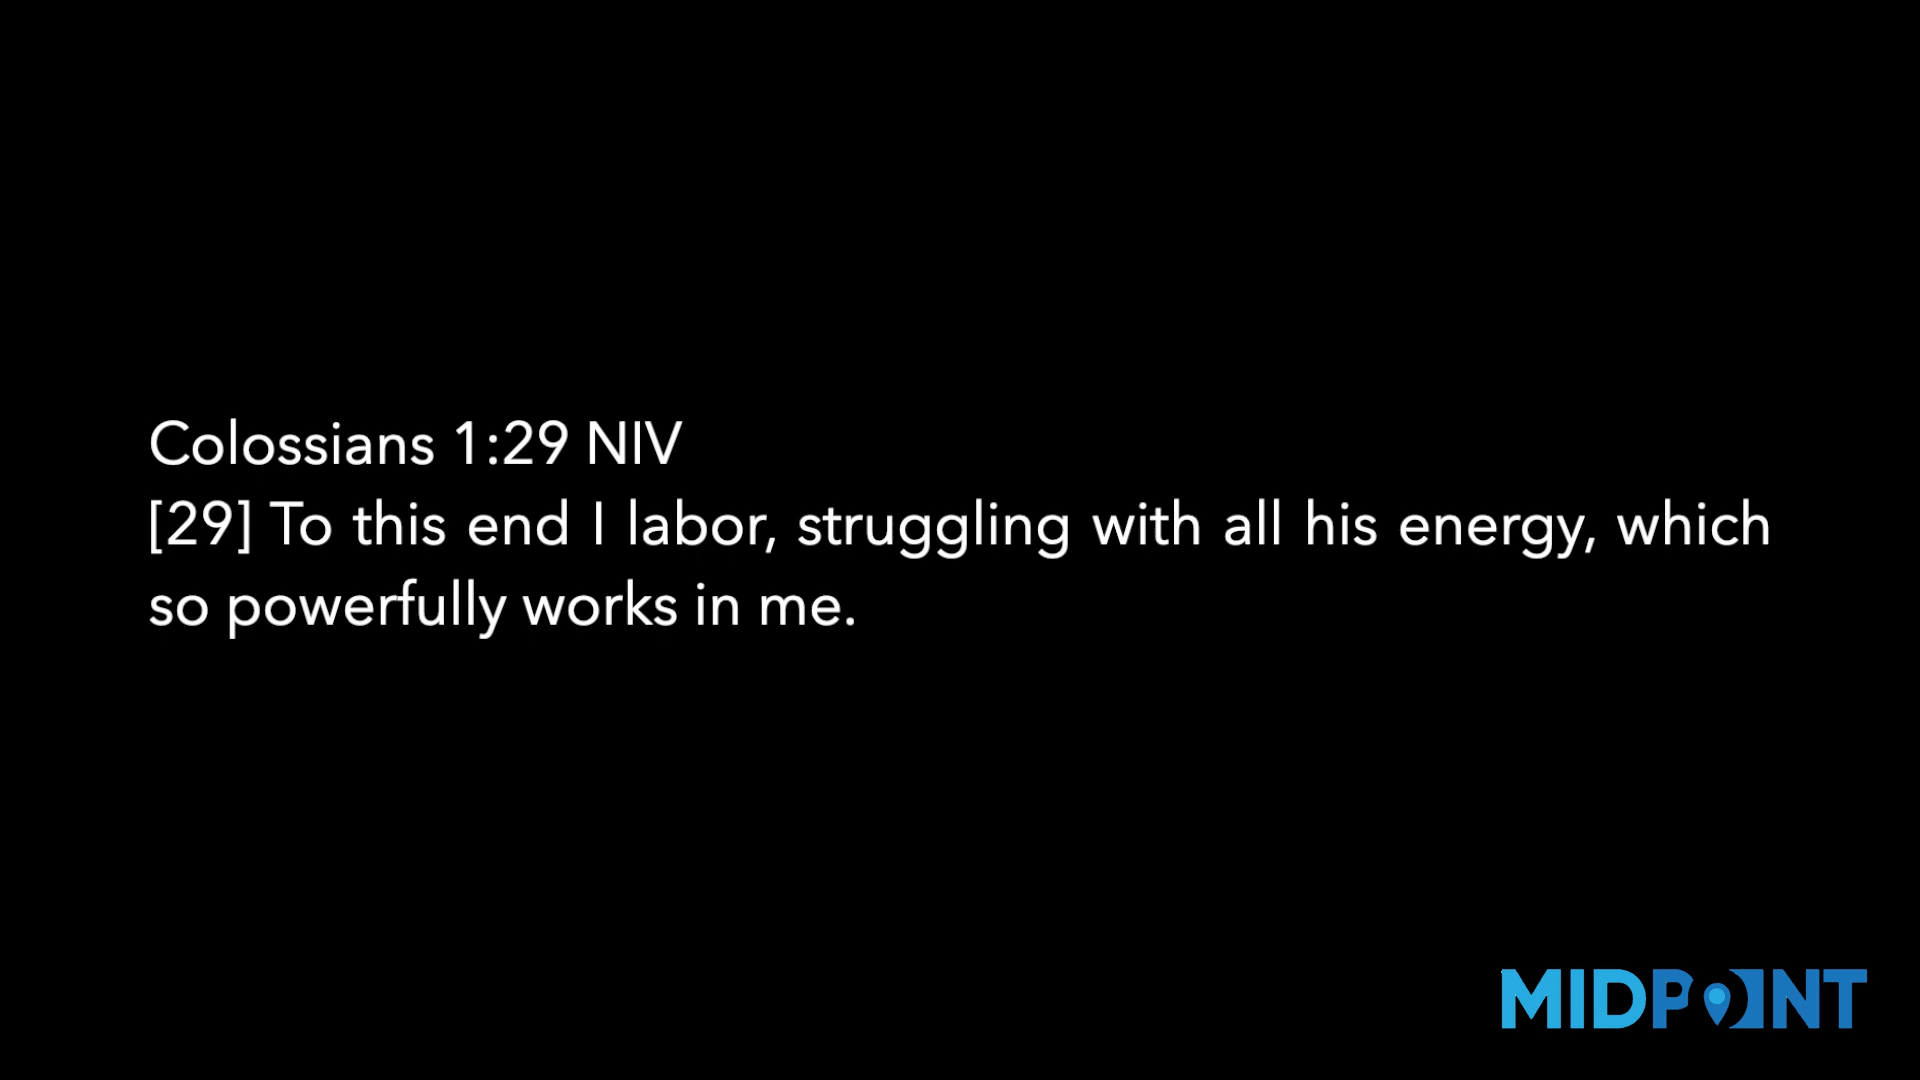 Colossians 1:29 NIV
[29] To this end I labor, struggling with all his energy, which
so powerfully works in me.
MIDPOINT